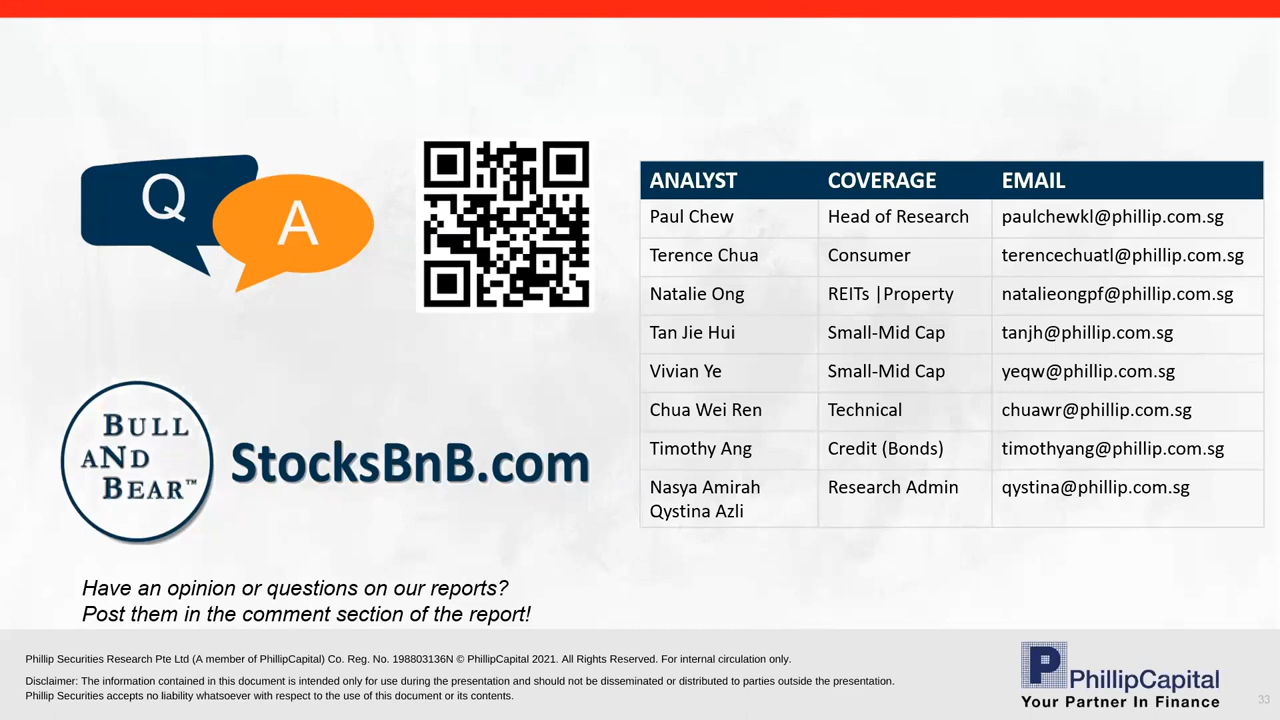 Q
A
BULL
AND
BEAR™
StocksBnB.com
Have an opinion or questions on our reports?
Post them in the comment section of the report!
ANALYST COVERAGE EMAIL
Paul Chew Head of Research paulchewkl@phillip.com.sg
Terence Chua Consumer terencechuatl@phillip.com.sg
Natalie Ong REITs |Property natalieongpf@phillip.com.sg
Tan Jie Hui Small-Mid Cap tanjh@phillip.com.sg
Vivian Ye Small-Mid Cap yeqw@phillip.com.sg
Chua Wei Ren Technical chuawr@phillip.com.sg
Timothy Ang Credit (Bonds) timothyang@phillip.com.sg
Nasya Amirah Research Admin qystina@phillip.com.sg
Qystina Azli
Phillip Securities Research Pte Ltd (A member of PhillipCapital) Co. Reg. No. 198803136N © PhillipCapital 2021. All Rights Reserved. For internal circulation only.
Disclaimer: The information contained in this document is intended only for use during the presentation and should not be disseminated or distributed to parties outside the presentation.
Phillip Securities accepts no liability whatsoever with respect to the use of this document or its contents.
P
PhillipCapital
Your Partner In Finance
33